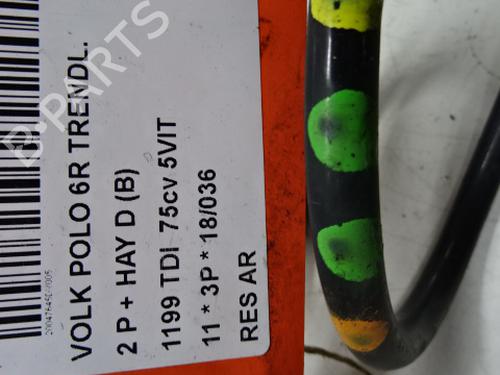 VOLK POLO 6R TRENDL.
2 P + HAY D (B)
1199 TDI 75cv 5VIT
11 * 3P * 18/036
RES AR
B-PARTS